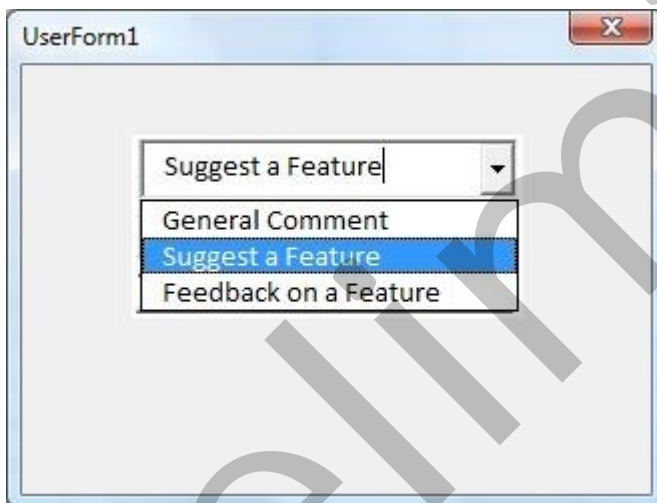 UserForm1
Suggest a Feature
General Comment
Suggest a Feature
Feedback on a Feature